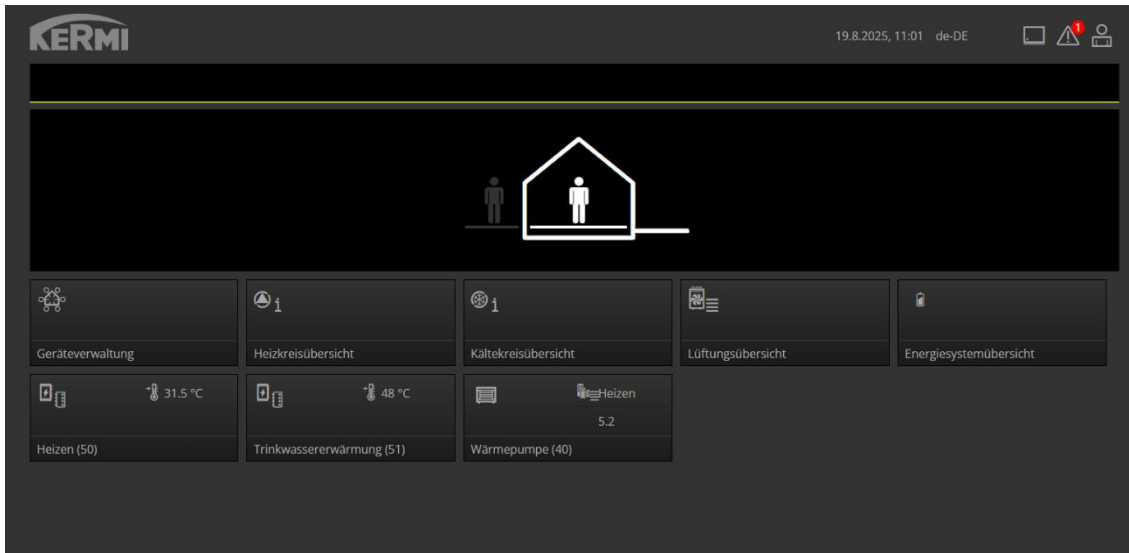 KERMI
19.8.2025, 11:01 de-DE
1
Geräteverwaltung
i
Heizkreisübersicht
i
Kältekreisübersicht
Lüftungsübersicht
Energiesystemübersicht
31.5 °C
Heizen (50)
48 °C
Trinkwassererwärmung (51)
Heizen
5.2
Wärmepumpe (40)